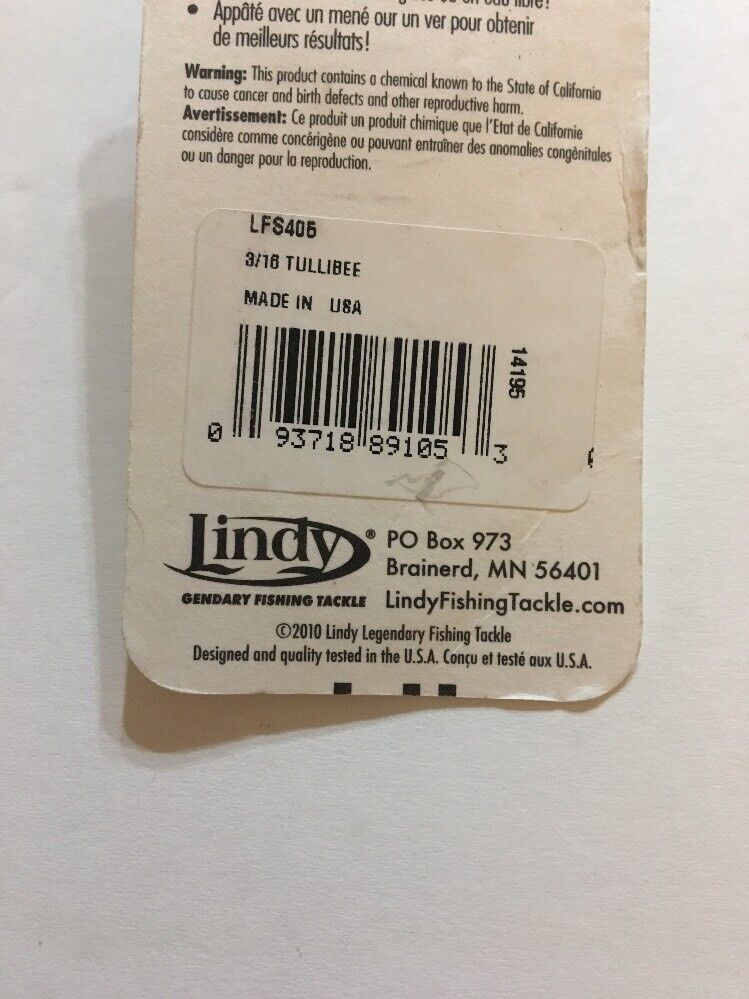 eau libre!
• Appâté avec un mené our un ver pour obtenir
de meilleurs résultats!
Warning: This product contains a chemical known to the State of California
to cause cancer and birth defects and other reproductive harm.
Avertissement: Ce produit un produit chimique que l'Etat de Californie
considère comme concérigène ou pouvant entraîner des anomalies congènitales
ou un danger pour la reproduction.
LFS405
3/16 TULLIBEE
MADE IN USA
14195
0 93718 89105 3
Lindy® PO Box 973
Brainerd, MN 56401
GENDARY FISHING TACKLE LindyFishingTackle.com
©2010 Lindy Legendary Fishing Tackle
Designed and quality tested in the U.S.A. Conçu et testé aux U.S.A.